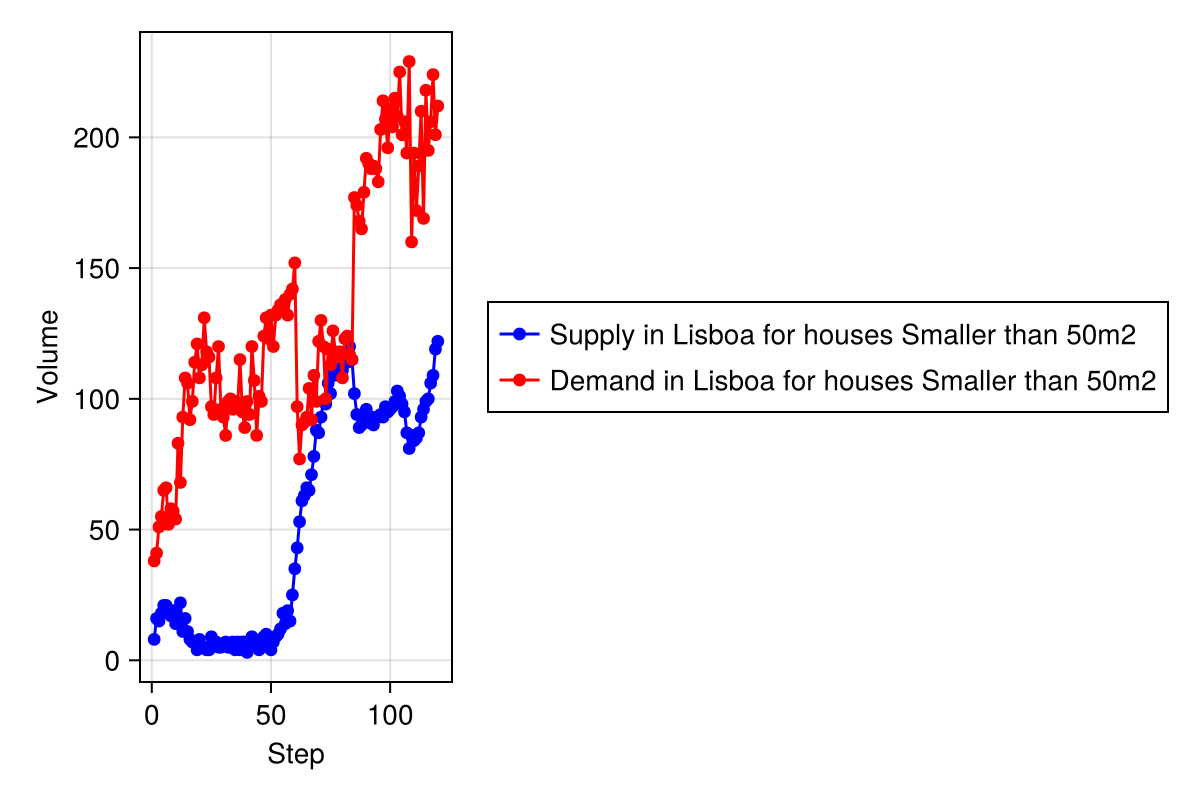 Volume
200
150
100
50
0
0 50 100
Step
Supply in Lisboa for houses Smaller than 50m2
Demand in Lisboa for houses Smaller than 50m2